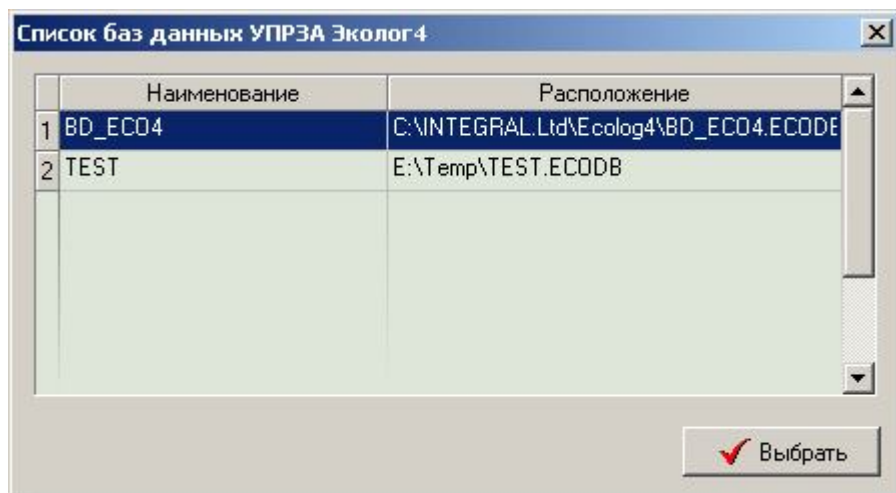 Список баз данных УПРЗА Эколог4
Наименование Расположение
1 BD_ECO4 C:\INTEGRAL.Ltd\Ecolog4\BD_ECO4.ECODB
2 TEST E:\Temp\TEST.ECODB
Выбрать